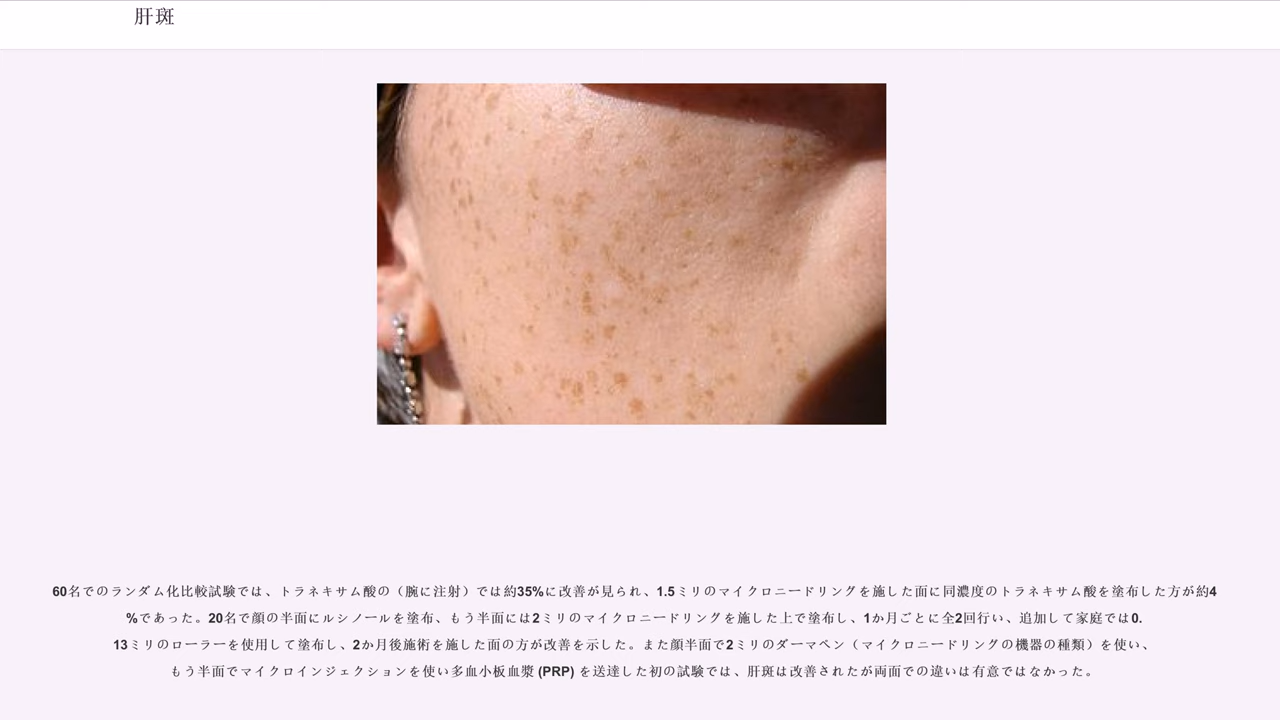 肝斑
60名でのランダム化比較試験では、トラネキサム酸の（腕に注射）では約35%に改善が見られ、1.5ミリのマイクロニードリングを施した面に同濃度のトラネキサム酸を塗布した方が約4
%であった。20名で顔の半面にルシノールを塗布、もう半面には2ミリのマイクロニードリングを施した上で塗布し、1か月ごとに全2回行い、追加して家庭では0.
13ミリのローラーを使用して塗布し、2か月後施術を施した面の方が改善を示した。また顔半面で2ミリのダーマペン（マイクロニードリングの機器の種類）を使い、
もう半面でマイクロインジェクションを使い多血小板血漿 (PRP) を送達した初の試験では、肝斑は改善されたが両面での違いは有意ではなかった。